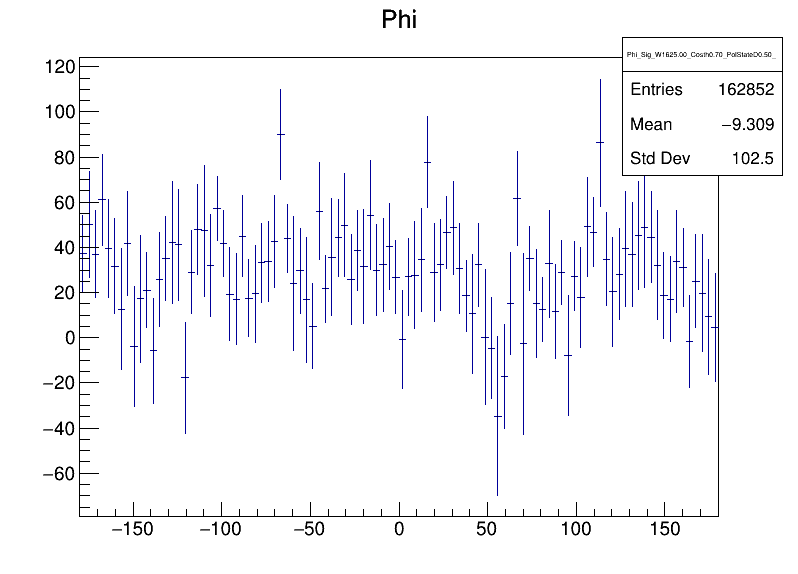 Phi
Phi_Sig_W1625.00_Costh0.70_PolStateD0.50_
Entries 162852
Mean −9.309
Std Dev 102.5
120
100
80
60
40
20
0
−20
−40
−60
−150 −100 −50 0 50 100 150